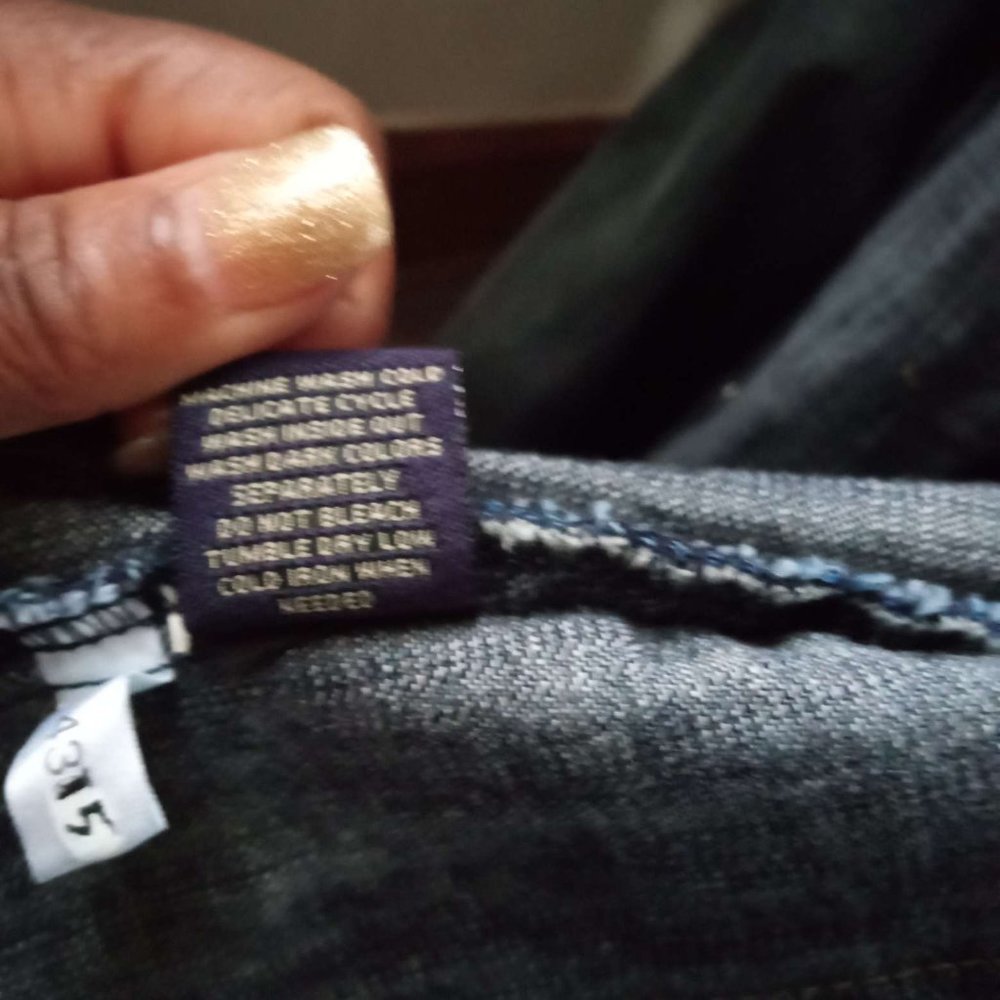 MACHINE WASH COLD
DELICATE CYCLE
WASH INSIDE OUT
WASH DARK COLORS
SEPARATELY
DO NOT BLEACH
TUMBLE DRY LOW
COLD IRON WHEN
NEEDED